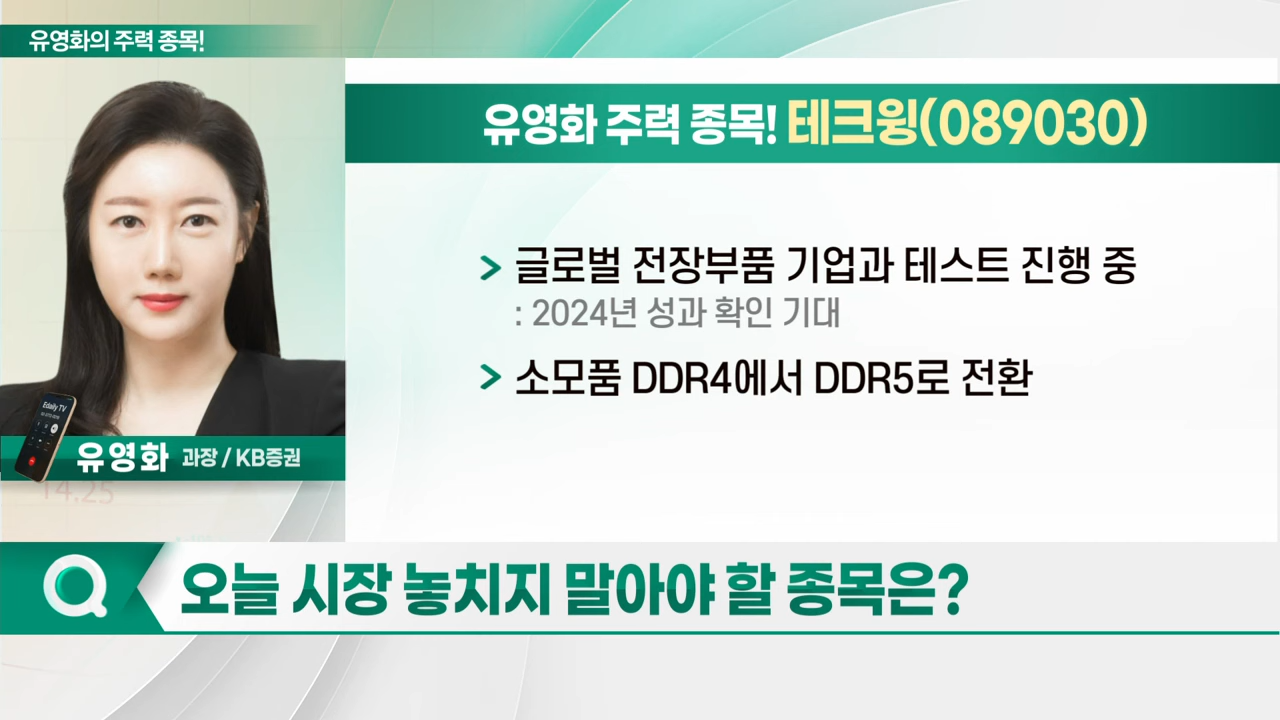 유영화의 주력 종목!
유영화 주력 종목! 테크윙(089030)
글로벌 전장부품 기업과 테스트 진행 중
: 2024년 성과 확인 기대
소모품 DDR4에서 DDR5로 전환
Edaily TV
유영화 과장 / KB증권
14.25
오늘 시장 놓치지 말아야 할 종목은?